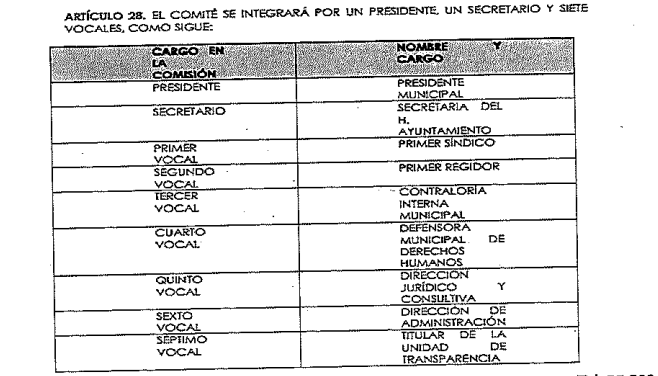 ARTÍCULO 28. EL COMITÉ SE INTEGRARÁ POR UN PRESIDENTE, UN SECRETARIO Y SIETE
VOCALES, COMO SIGUE:
CARGO EN
LA
COMISIÓN
NOMBRE Y
CARGO
PRESIDENTE
PRESIDENTE
MUNICIPAL
SECRETARIO
SECRETARIA DEL
H.
AYUNTAMIENTO
PRIMER
VOCAL
PRIMER SÍNDICO
SEGUNDO
VOCAL
PRIMER REGIDOR
TERCER
VOCAL
CONTRALORÍA
INTERNA
MUNICIPAL
CUARTO
VOCAL
DEFENSORA
MUNICIPAL DE
DERECHOS
HUMANOS
QUINTO
VOCAL
DIRECCIÓN
JURÍDICO Y
CONSULTIVA
SEXTO
VOCAL
DIRECCIÓN DE
ADMINISTRACIÓN
SÉPTIMO
VOCAL
TITULAR DE LA
UNIDAD DE
TRANSPARENCIA